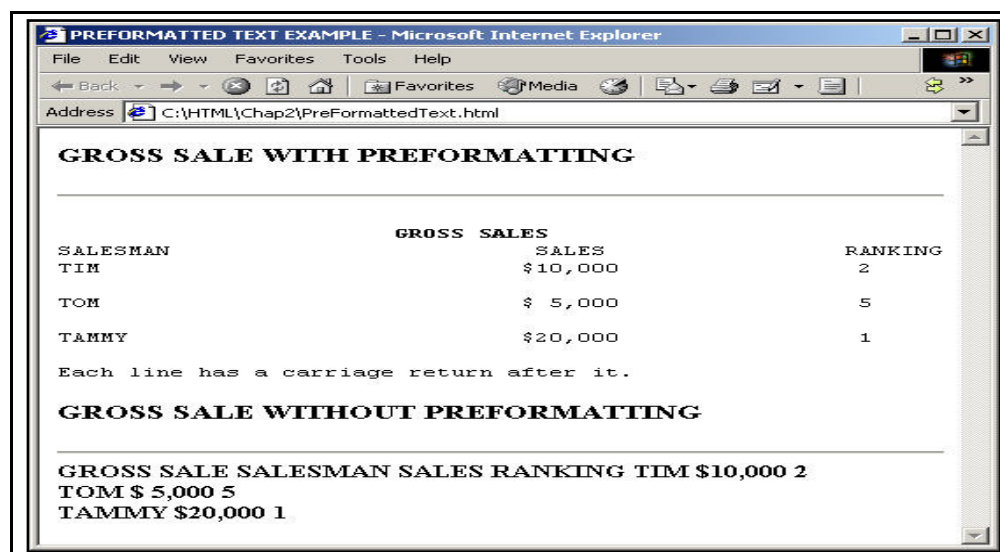 PREFORMATTED TEXT EXAMPLE - Microsoft Internet Explorer
File Edit View Favorites Tools Help
Back Favorites Media »
Address C:\HTML\Chap2\PreFormattedText.html
GROSS SALE WITH PREFORMATTING
GROSS SALES
SALESMAN SALES RANKING
TIM $10,000 2
TOM $ 5,000 5
TAMMY $20,000 1
Each line has a carriage return after it.
GROSS SALE WITHOUT PREFORMATTING
GROSS SALE SALESMAN SALES RANKING TIM $10,000 2
TOM $ 5,000 5
TAMMY $20,000 1